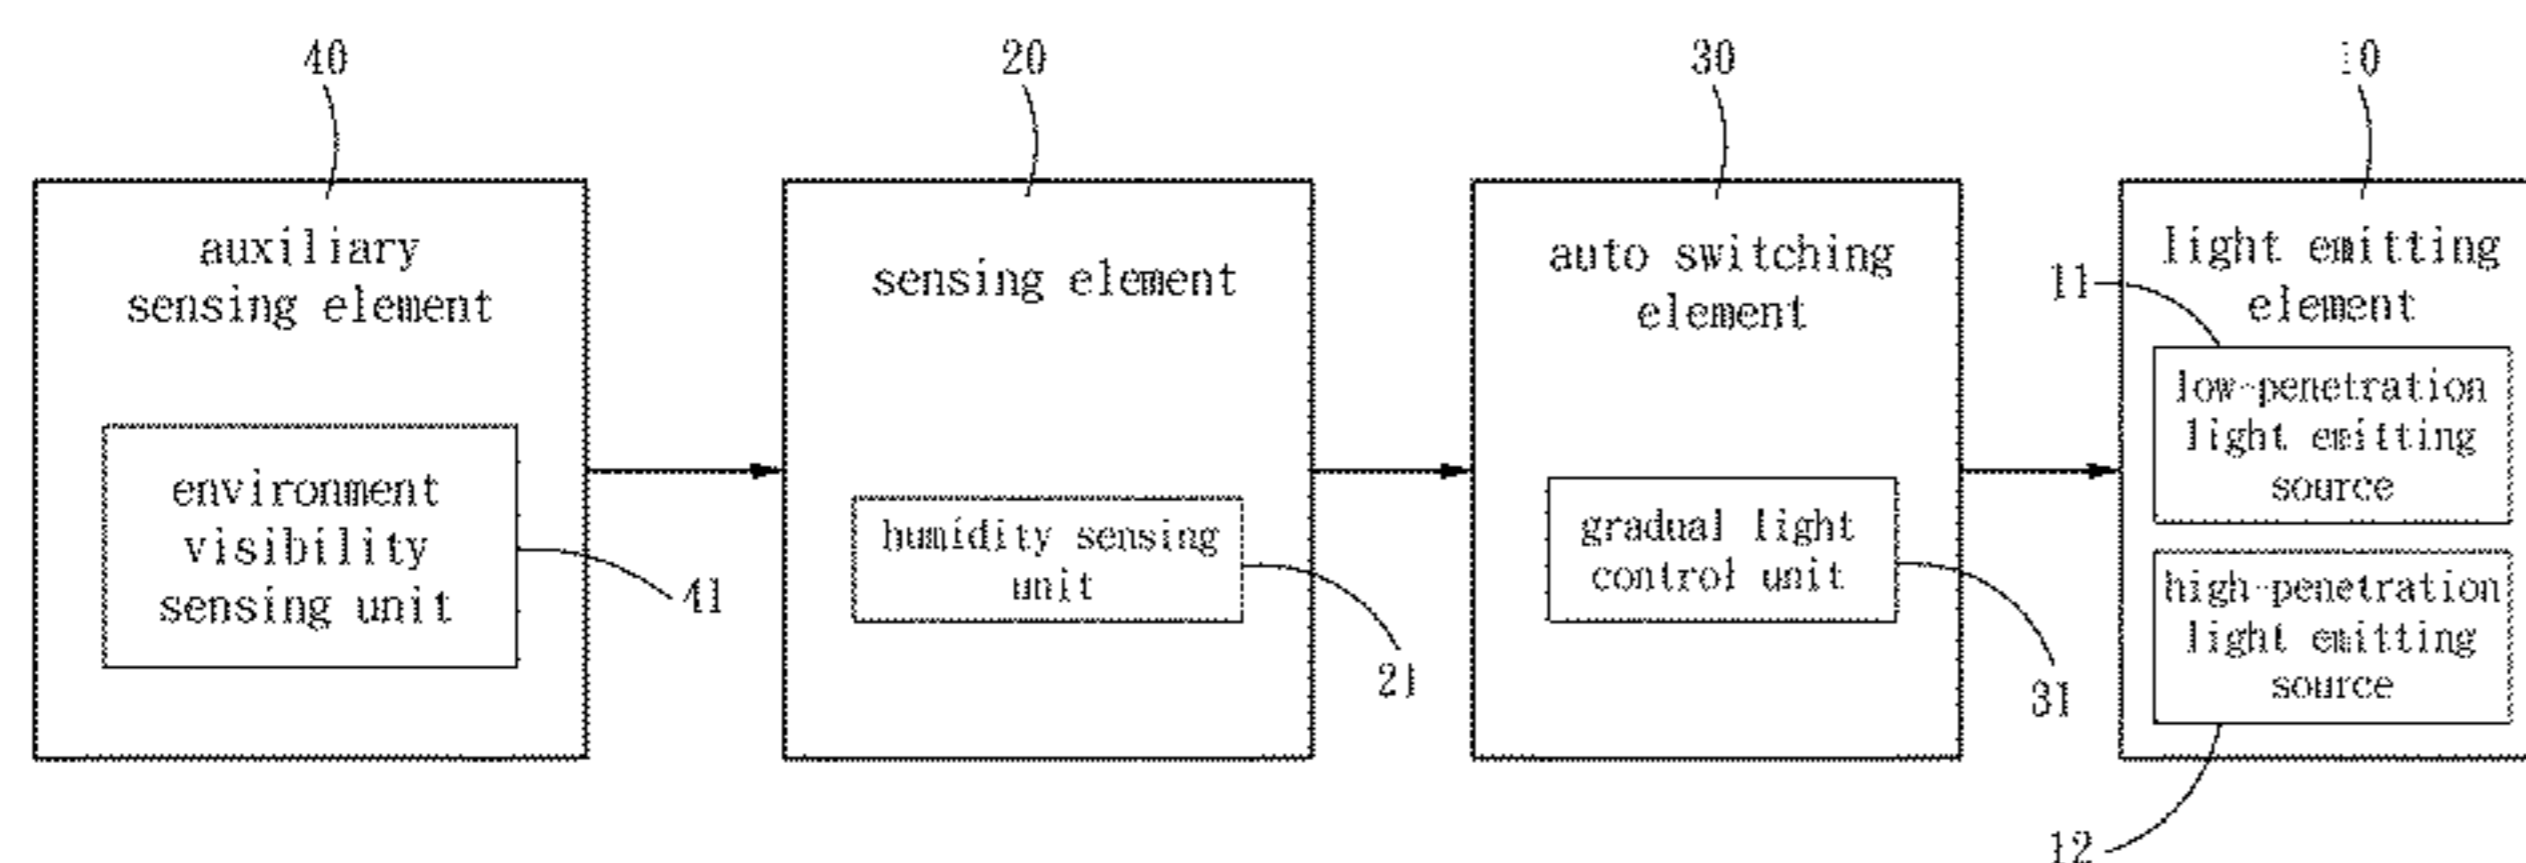 40
20
30
10
auxiliary
sensing element
sensing element
auto switching
element
light emitting
element
11
low-penetration
light emitting
source
environment
visibility
sensing unit
41
humidity sensing
unit
21
gradual light
control unit
31
high-penetration
light emitting
source
12